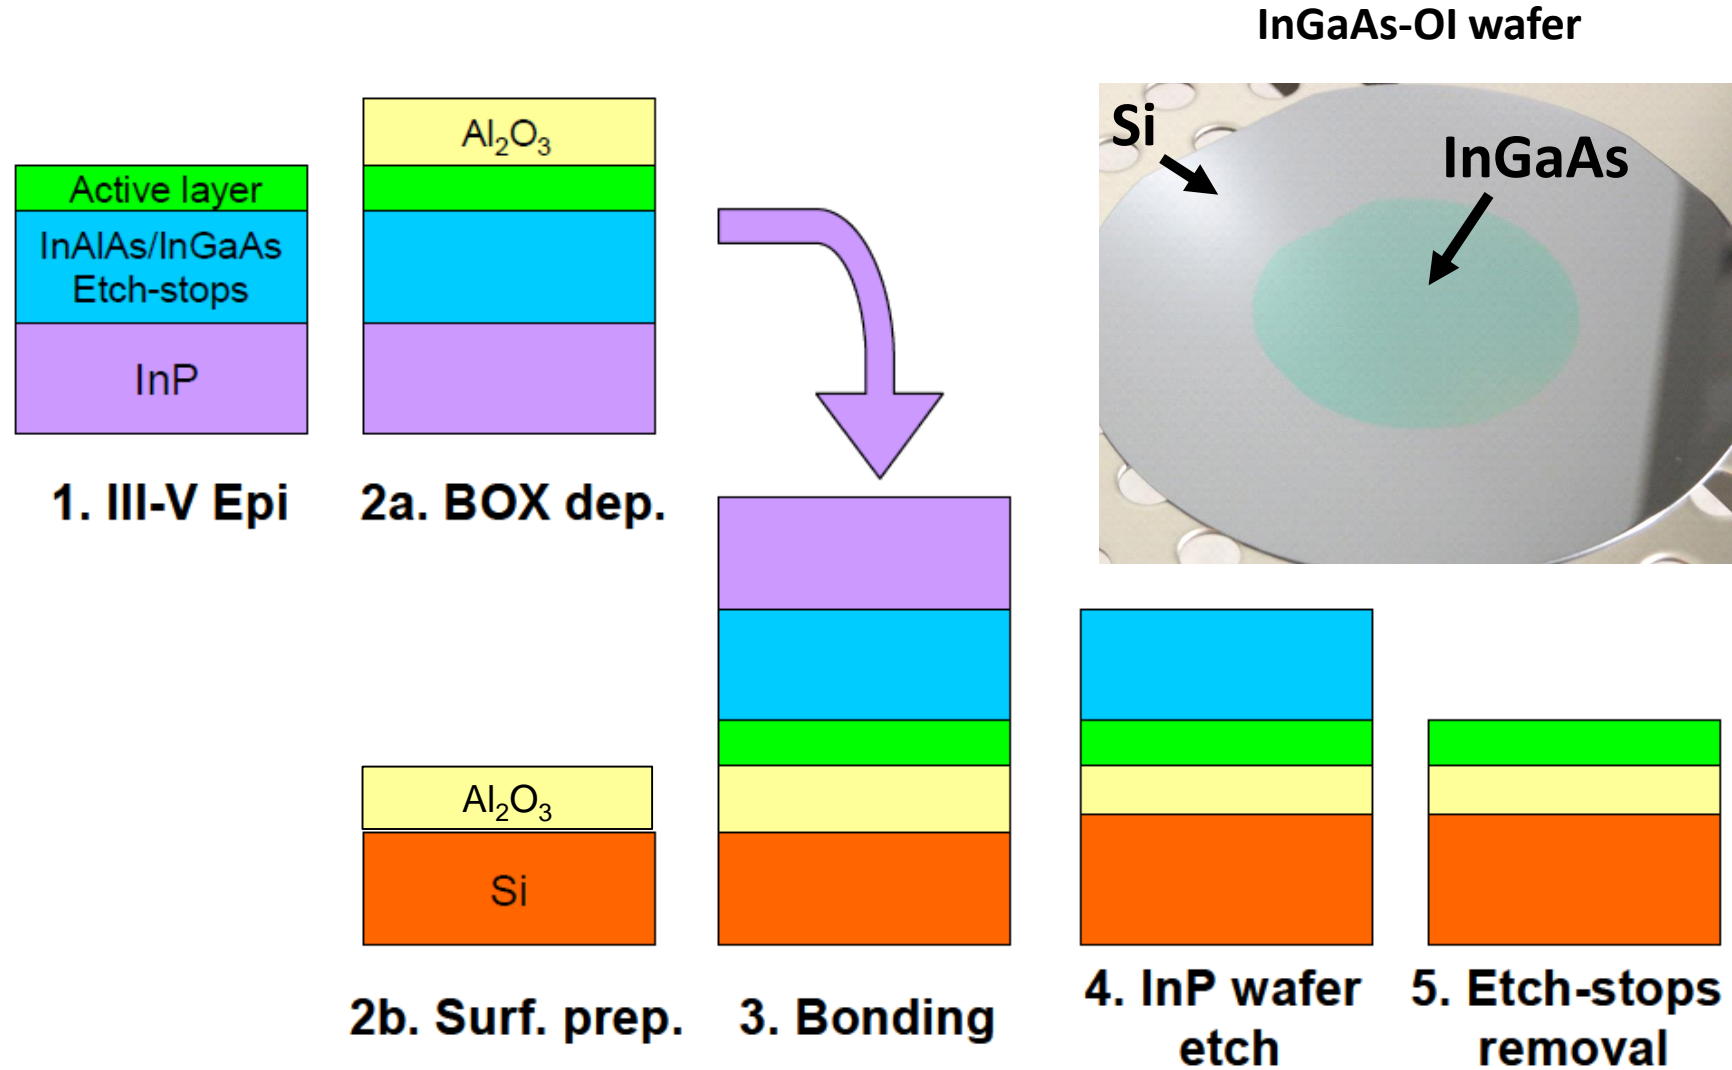 InGaAs-OI wafer
Si
InGaAs
Al₂O₃
Active layer
InAlAs/InGaAs
Etch-stops
InP
1. III-V Epi
2a. BOX dep.
Al₂O₃
Si
2b. Surf. prep.
3. Bonding
4. InP wafer
etch
5. Etch-stops
removal